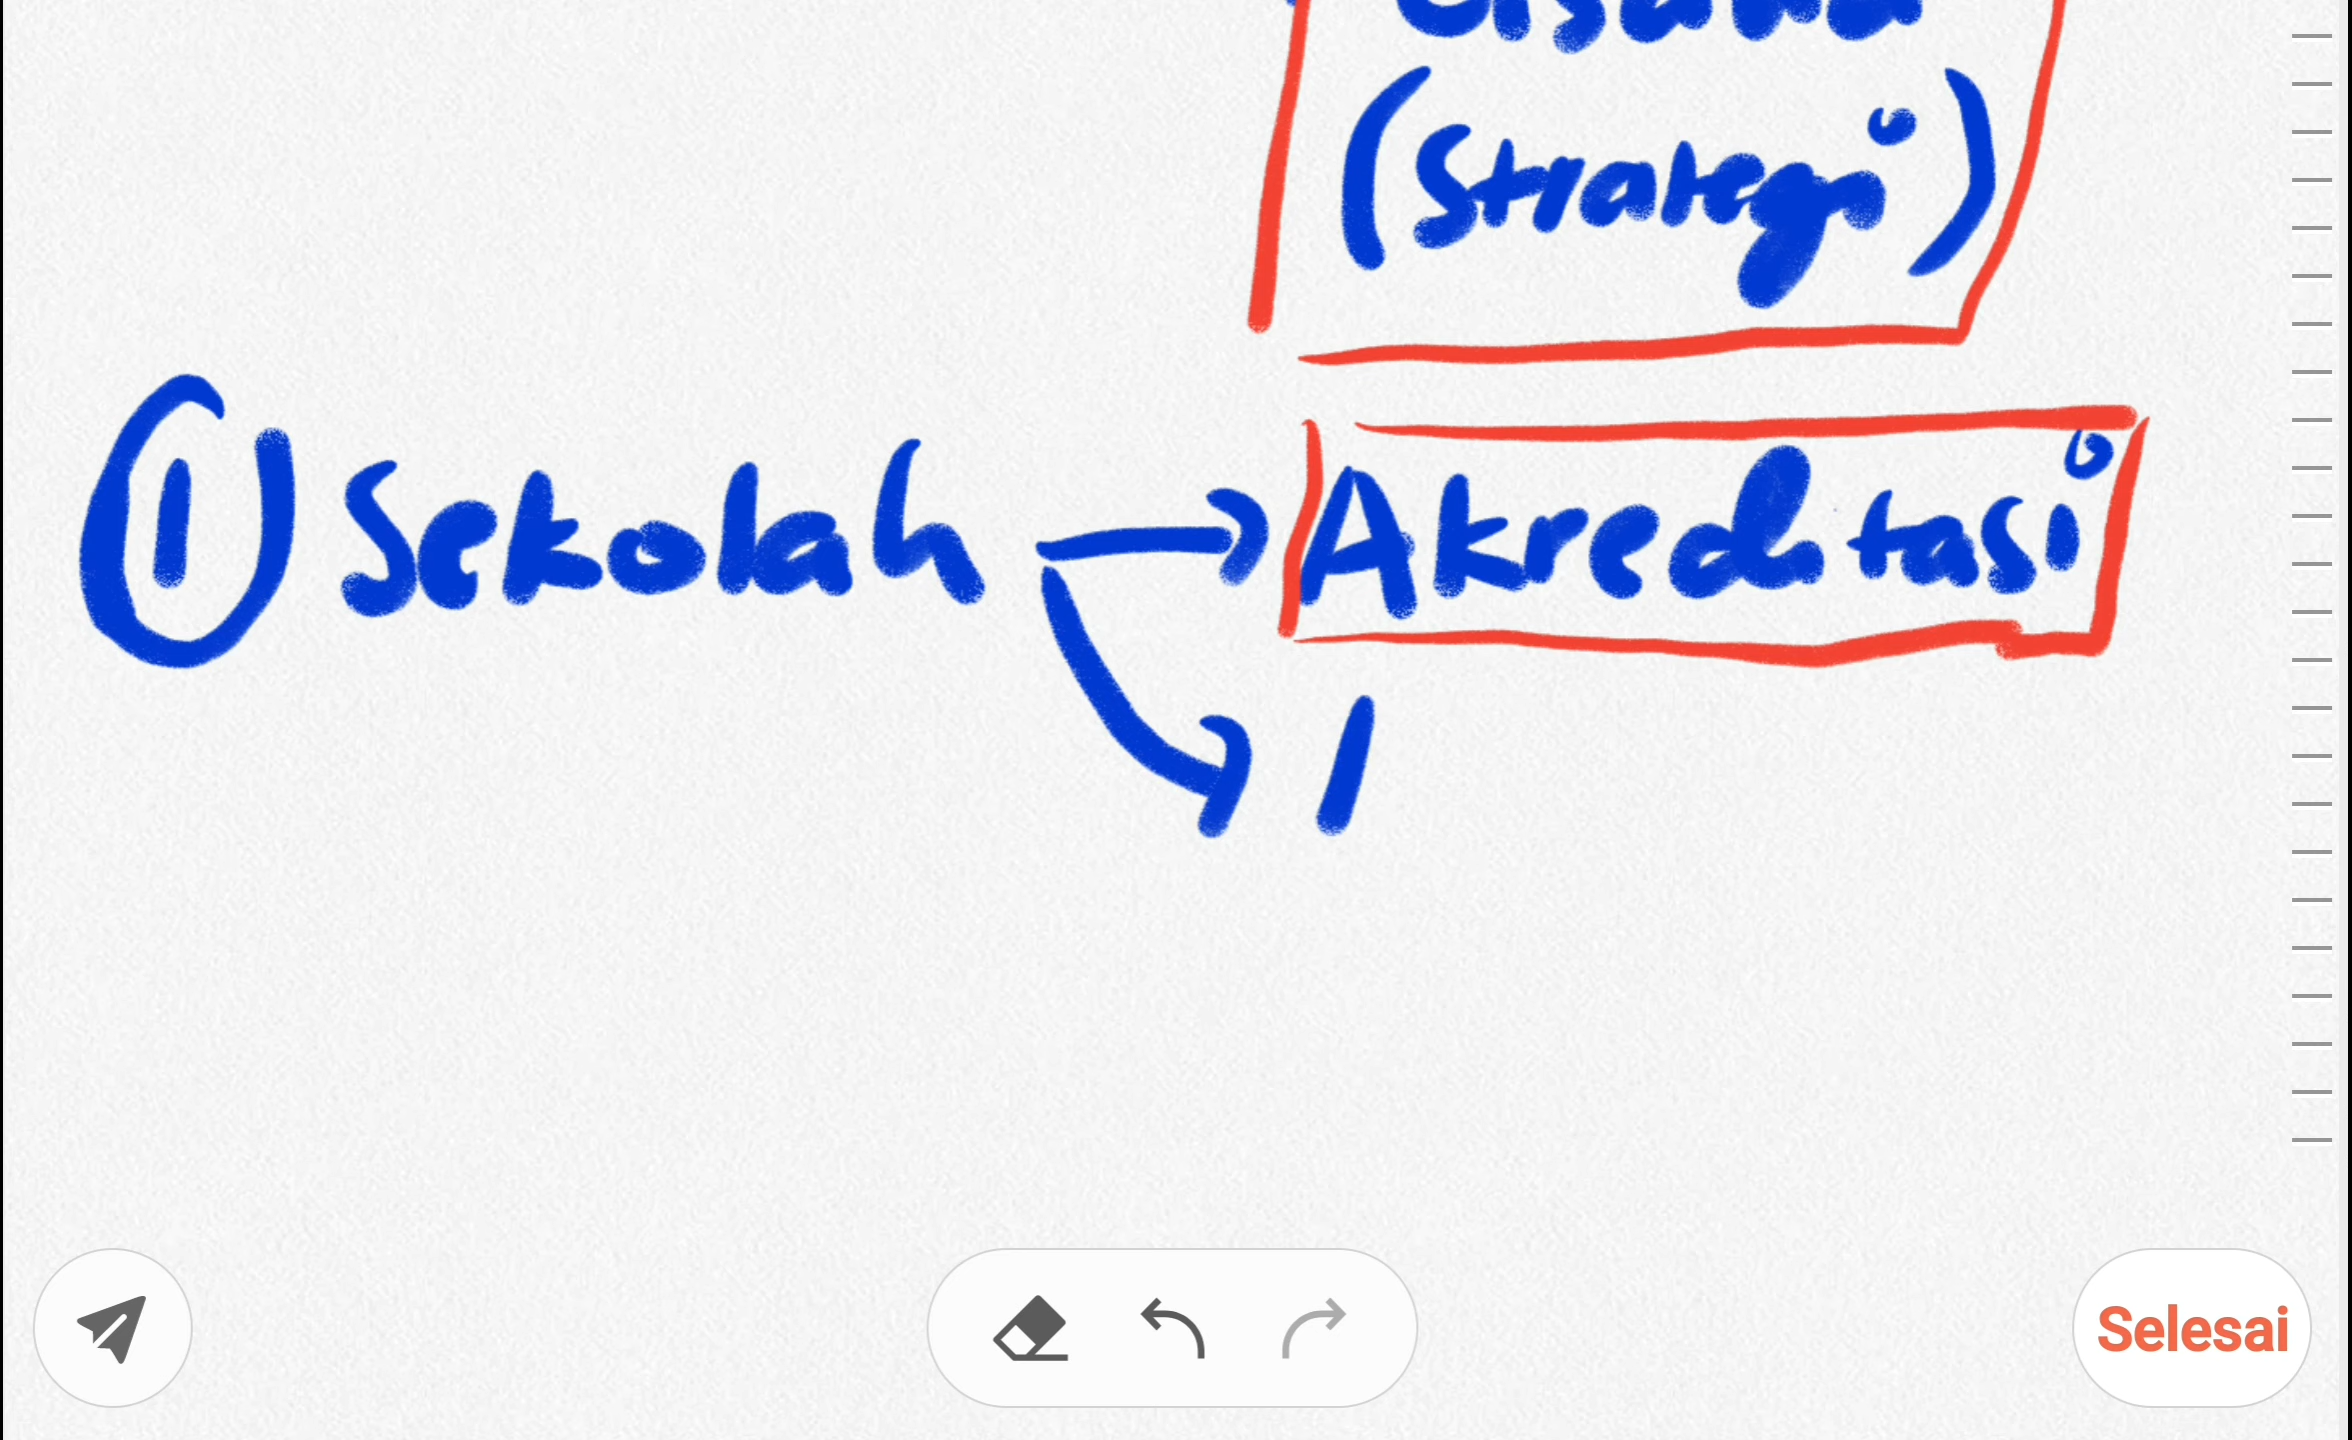 (Strategi)
① Sekolah → Akreditasi
Selesai